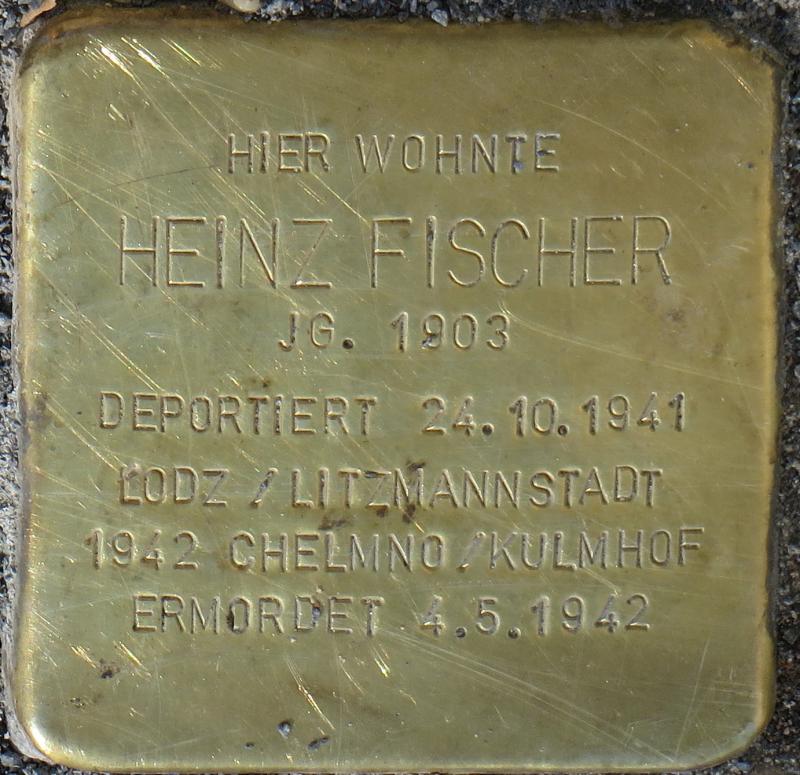 HIER WOHNTE
HEINZ FISCHER
JG. 1903
DEPORTIERT 24.10.1941
LODZ / LITZMANNSTADT
1942 CHELMNO/KULMHOF
ERMORDET 4.5.1942